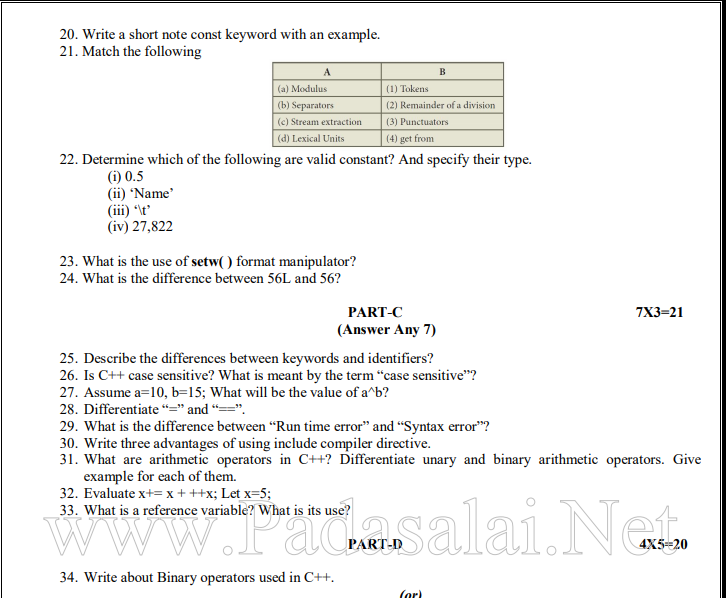 20. Write a short note const keyword with an example.
21. Match the following
A B
(a) Modulus (1) Tokens
(b) Separators (2) Remainder of a division
(c) Stream extraction (3) Punctuators
(d) Lexical Units (4) get from
22. Determine which of the following are valid constant? And specify their type.
(i) 0.5
(ii) ‘Name’
(iii) ‘\t’
(iv) 27,822
23. What is the use of setw( ) format manipulator?
24. What is the difference between 56L and 56?
PART-C 7X3=21
(Answer Any 7)
25. Describe the differences between keywords and identifiers?
26. Is C++ case sensitive? What is meant by the term “case sensitive”?
27. Assume a=10, b=15; What will be the value of a^b?
28. Differentiate “=” and “==”.
29. What is the difference between “Run time error” and “Syntax error”?
30. Write three advantages of using include compiler directive.
31. What are arithmetic operators in C++? Differentiate unary and binary arithmetic operators. Give
example for each of them.
32. Evaluate x+= x + ++x; Let x=5;
33. What is a reference variable? What is its use?
www.Padasalai.Net
PART-D 4X5=20
34. Write about Binary operators used in C++.
(or)